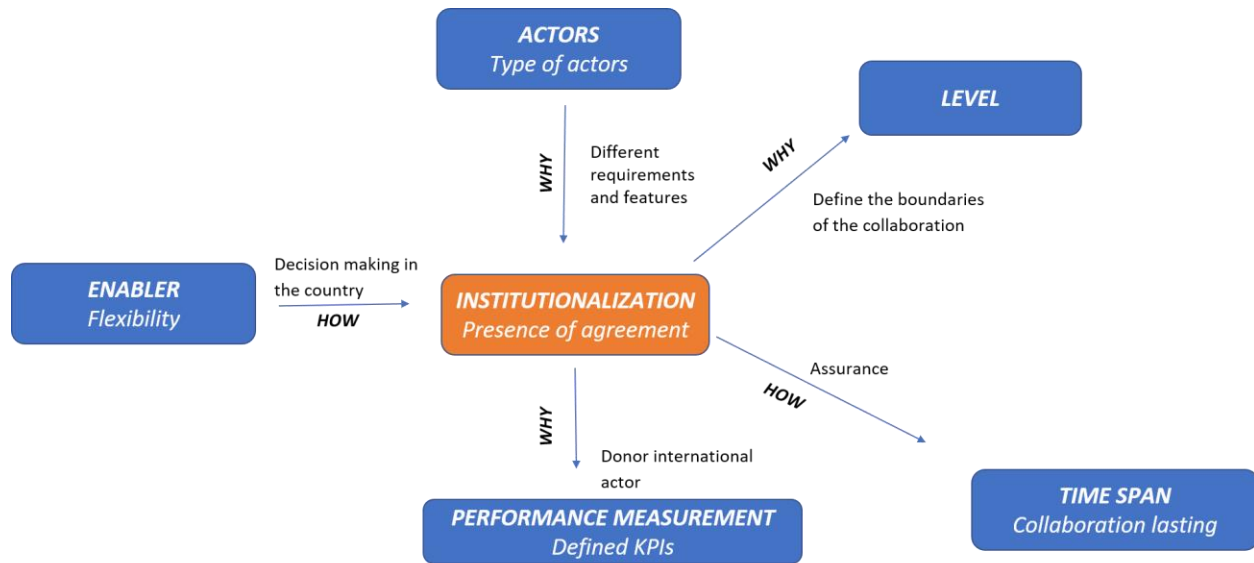 ACTORS
Type of actors
LEVEL
WHY
Different
requirements
and features
WHY
Define the boundaries
of the collaboration
ENABLER
Flexibility
Decision making in
the country
HOW
INSTITUTIONALIZATION
Presence of agreement
Assurance
HOW
WHY
Donor international
actor
PERFORMANCE MEASUREMENT
Defined KPIs
TIME SPAN
Collaboration lasting